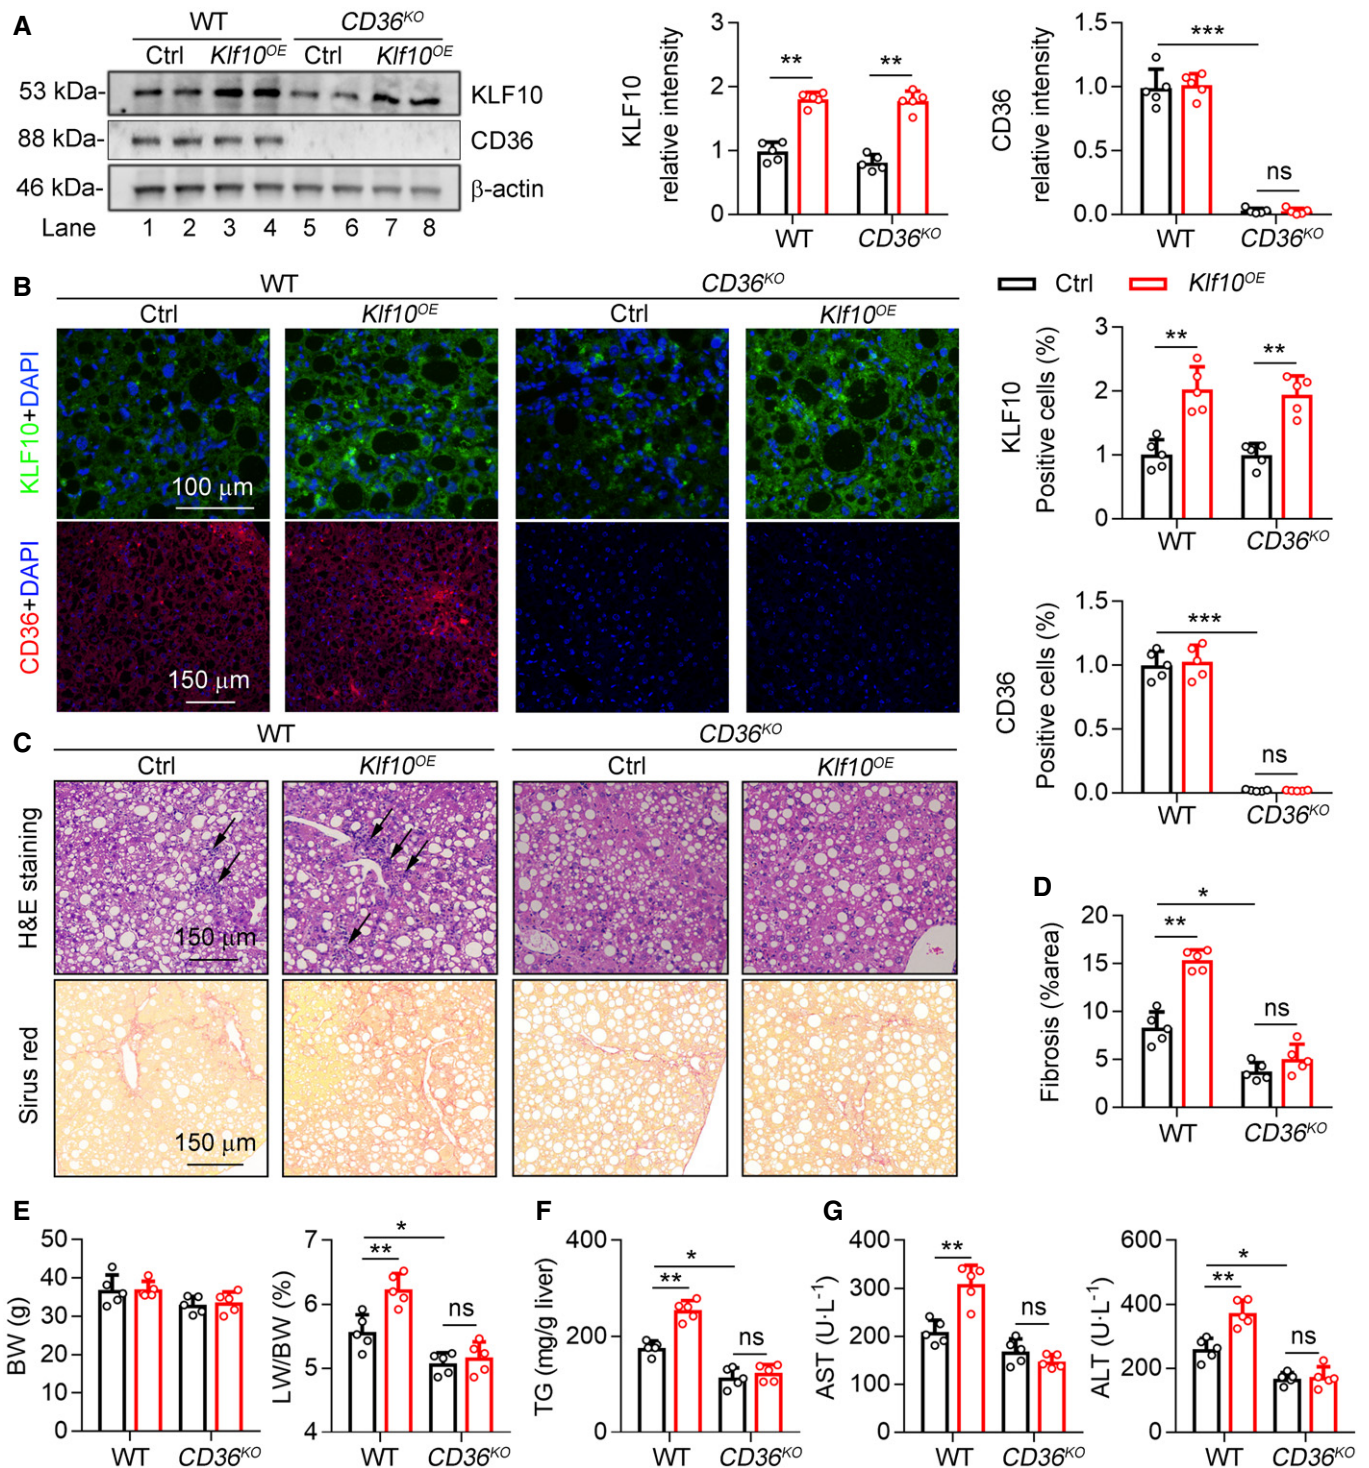 A
WT CD36KO
Ctrl Klf10OE Ctrl Klf10OE
53 kDa- KLF10
88 kDa- CD36
46 kDa- β-actin
Lane 1 2 3 4 5 6 7 8
KLF10
relative intensity
3
2
1
0
** **
WT CD36KO
CD36
relative intensity
1.5
1.0
0.5
0.0
***
ns
WT CD36KO
B
WT CD36KO
Ctrl Klf10OE Ctrl Klf10OE
KLF10+DAPI
100 μm
CD36+DAPI
150 μm
Ctrl Klf10OE
KLF10
Positive cells (%)
3
2
1
0
** **
WT CD36KO
CD36
Positive cells (%)
1.5
1.0
0.5
0.0
***
ns
WT CD36KO
C
WT CD36KO
Ctrl Klf10OE Ctrl Klf10OE
H&E staining
150 μm
Sirus red
150 μm
D
Fibrosis (%area)
20
15
10
5
0
*
**
ns
WT CD36KO
E
BW (g)
50
40
30
20
10
0
WT CD36KO
LW/BW (%)
7
6
5
4
*
**
ns
WT CD36KO
F
TG (mg/g liver)
400
200
0
*
**
ns
WT CD36KO
G
AST (U·L-1)
400
300
200
100
0
**
ns
WT CD36KO
ALT (U·L-1)
600
400
200
0
*
**
ns
WT CD36KO